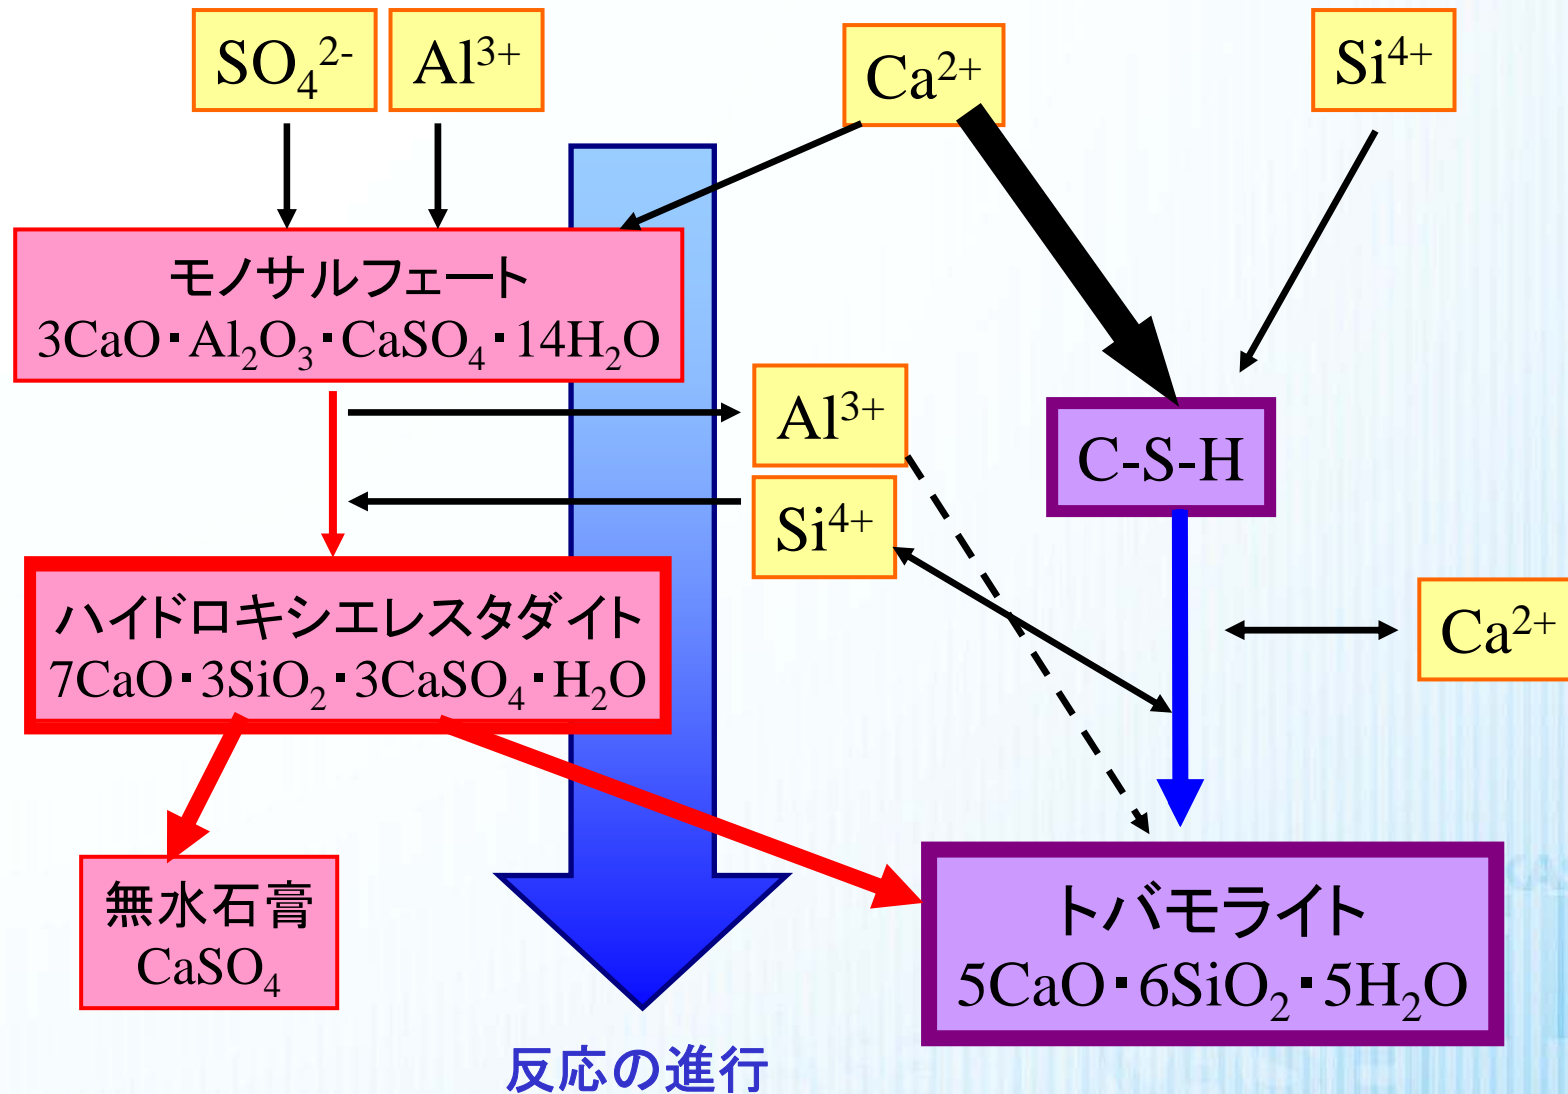 SO₄²⁻
Al³⁺
Ca²⁺
Si⁴⁺
モノサルフェート
3CaO・Al₂O₃・CaSO₄・14H₂O
Al³⁺
C-S-H
Si⁴⁺
ハイドロキシエレスタダイト
7CaO・3SiO₂・3CaSO₄・H₂O
Ca²⁺
無水石膏
CaSO₄
トバモライト
5CaO・6SiO₂・5H₂O
反応の進行